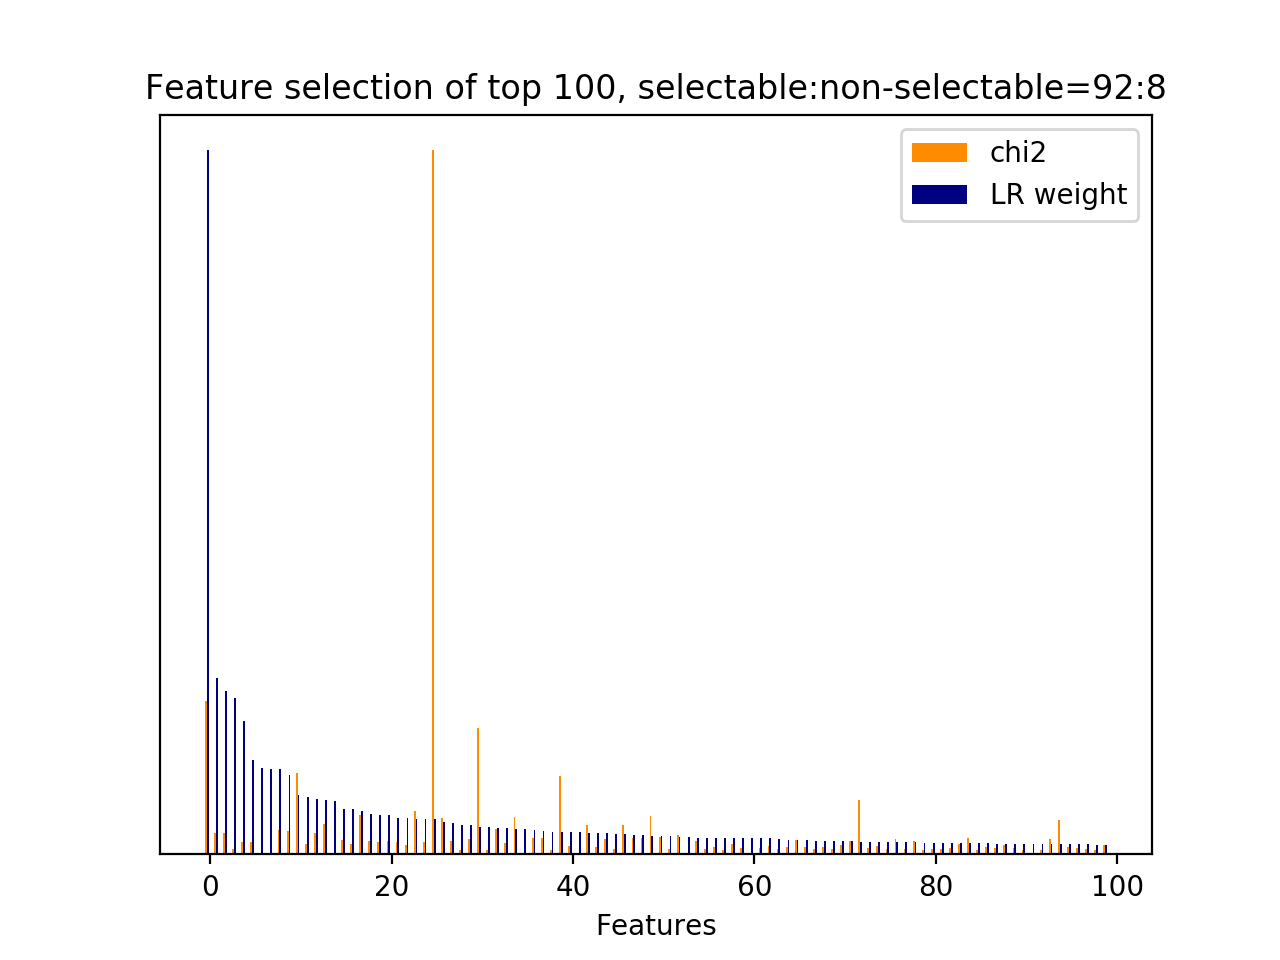 Feature selection of top 100, selectable:non-selectable=92:8
chi2
LR weight
0 20 40 60 80 100
Features